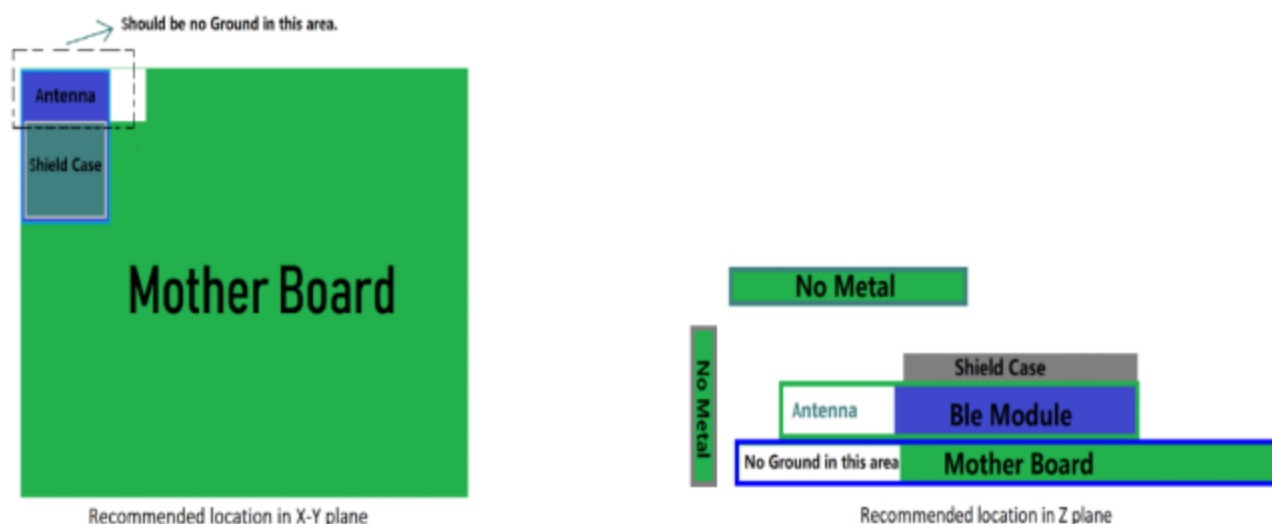 Should be no Ground in this area.
Antenna
Shield Case
Mother Board
Recommended location in X-Y plane
No Metal
No Metal
Shield Case
Antenna
Ble Module
No Ground in this area
Mother Board
Recommended location in Z plane